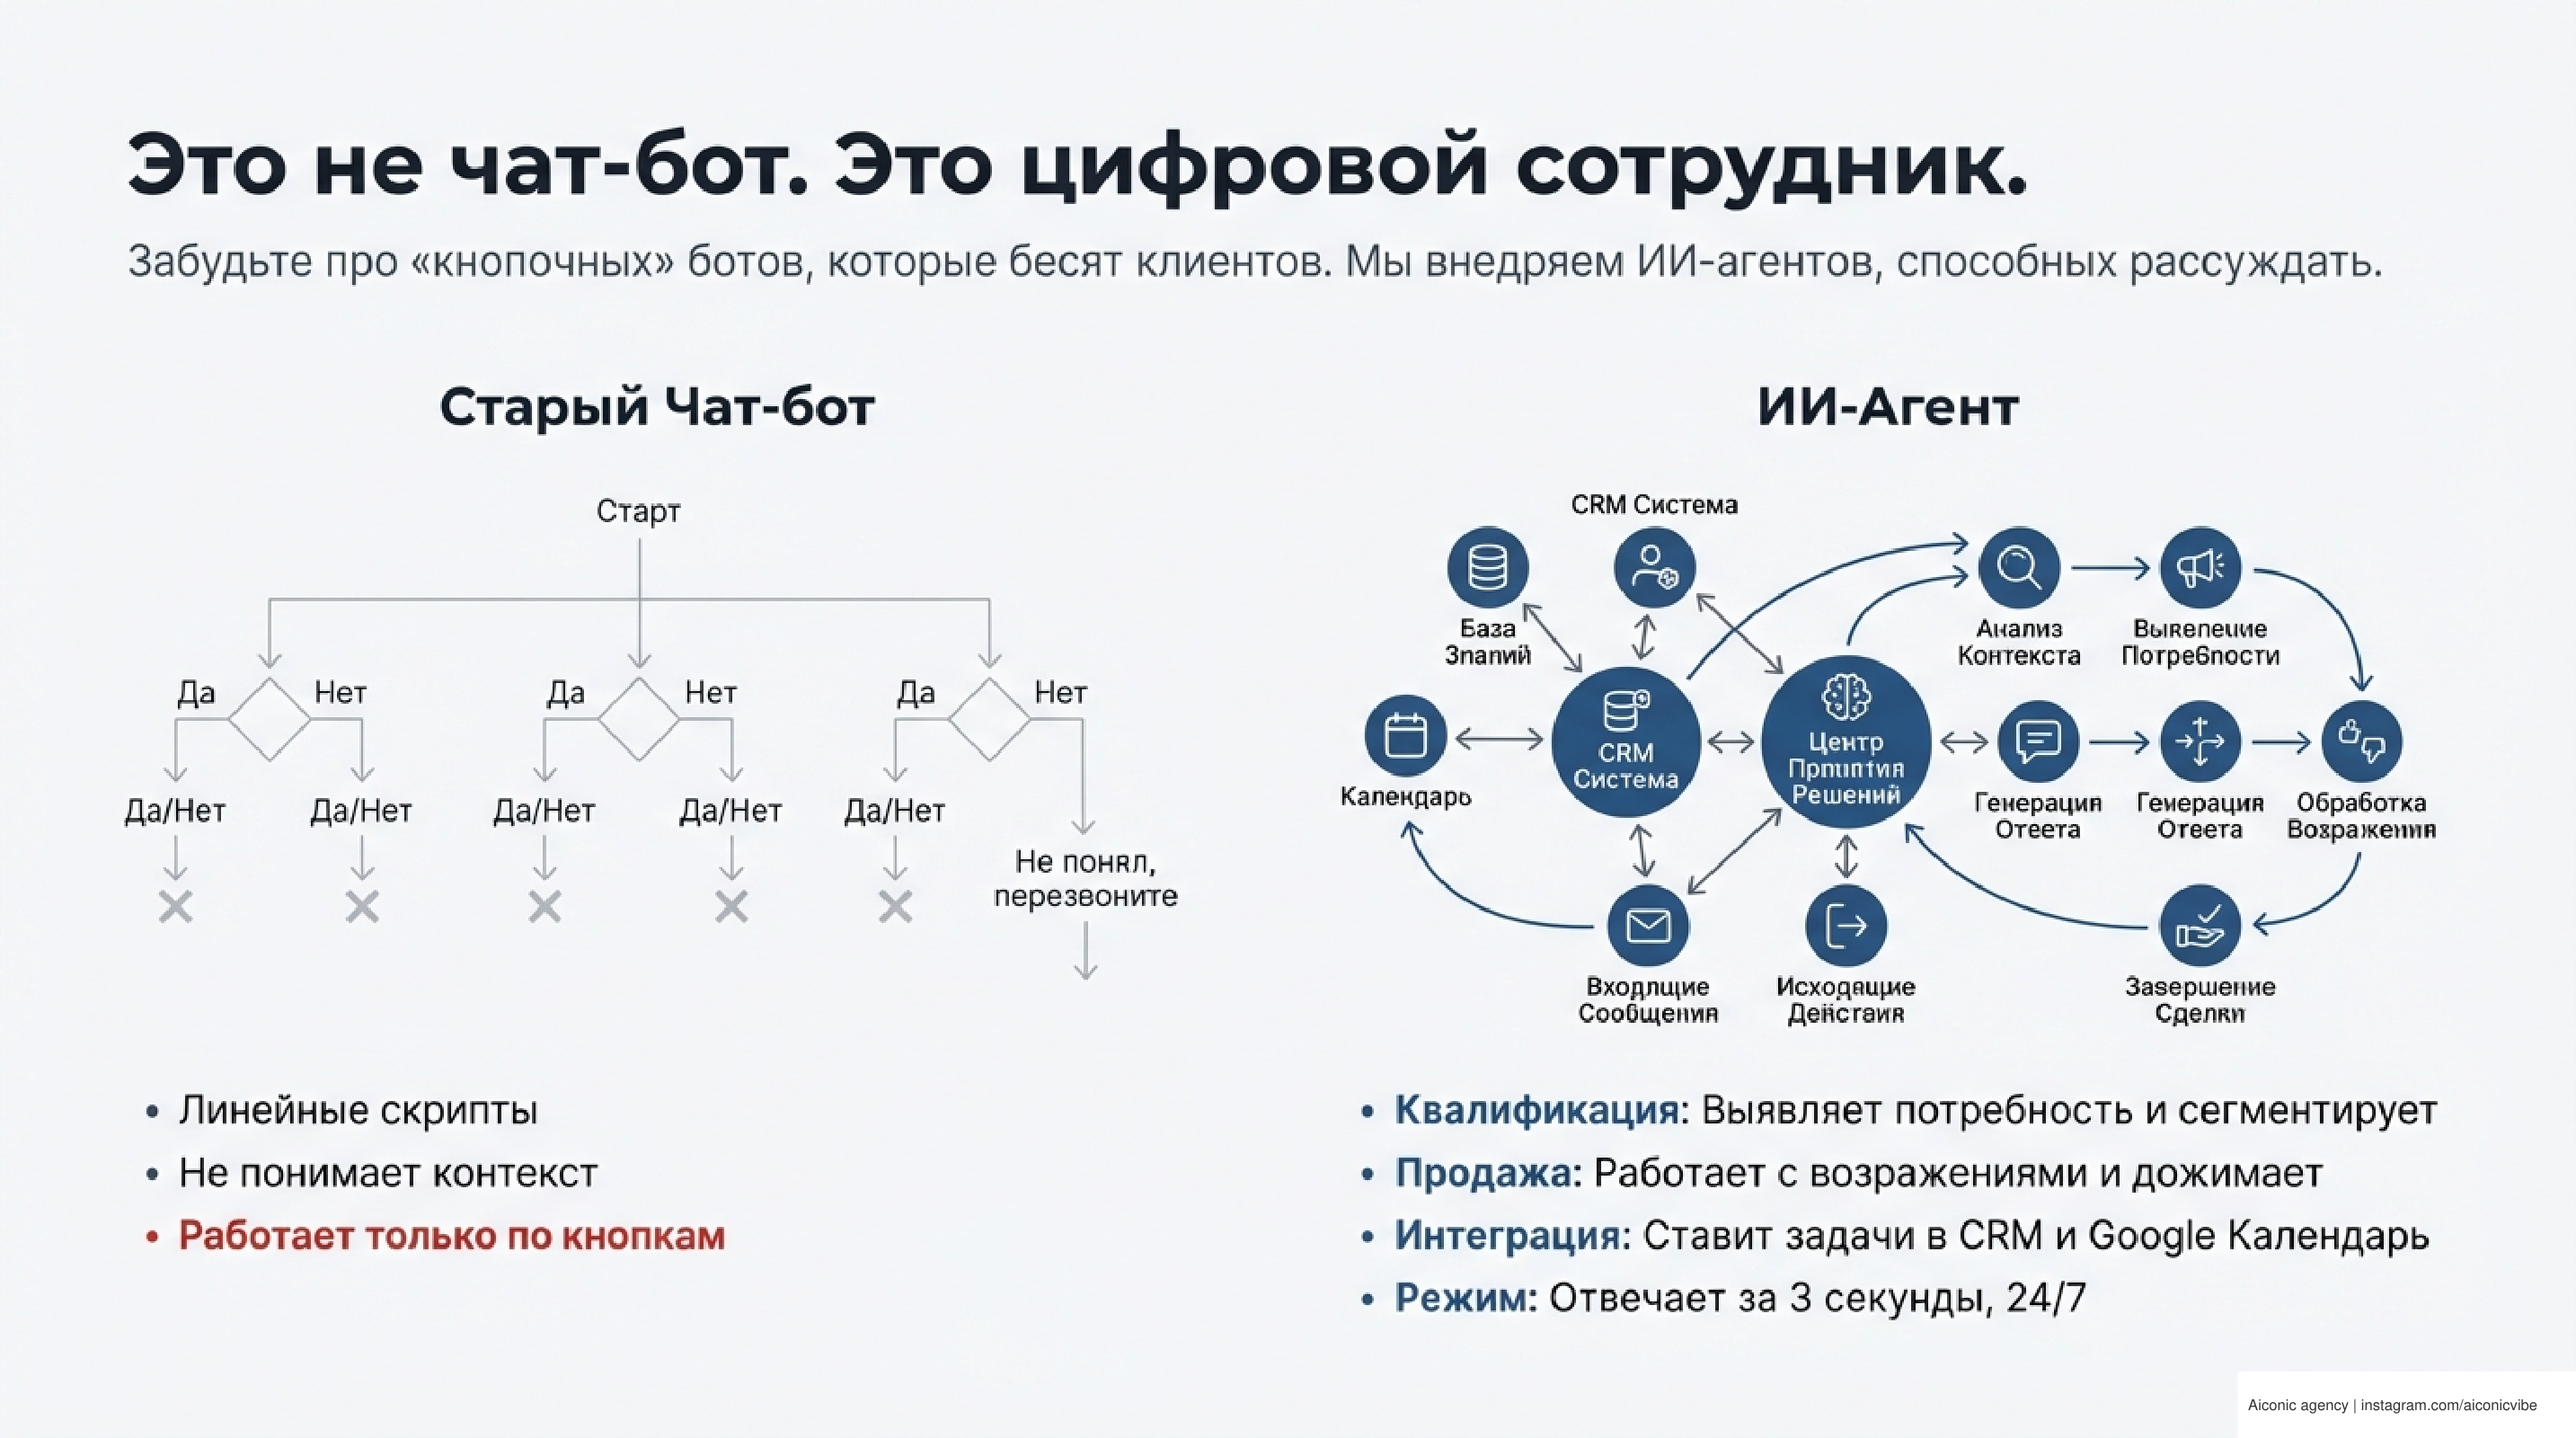 Это не чат-бот. Это цифровой сотрудник.
Забудьте про «кнопочных» ботов, которые бесят клиентов. Мы внедряем ИИ-агентов, способных рассуждать.
Старый Чат-бот
Старт
Да
Нет
Да
Нет
Да
Нет
Да/Нет
Да/Нет
Да/Нет
Да/Нет
Да/Нет
Не понял,
перезвоните
Линейные скрипты
Не понимает контекст
Работает только по кнопкам
ИИ-Агент
CRM Система
База
Анализ
Контекста
CRM
Система
Центр
Решений
Календарь
Генерация
Генерация
Обработка
Сообщения
Завершение
• Квалификация: Выявляет потребность и сегментирует
• Продажа: Работает с возражениями и дожимает
• Интеграция: Ставит задачи в CRM и Google Календарь
• Режим: Отвечает за 3 секунды, 24/7
Aiconic agency | instagram.com/aiconicvibe